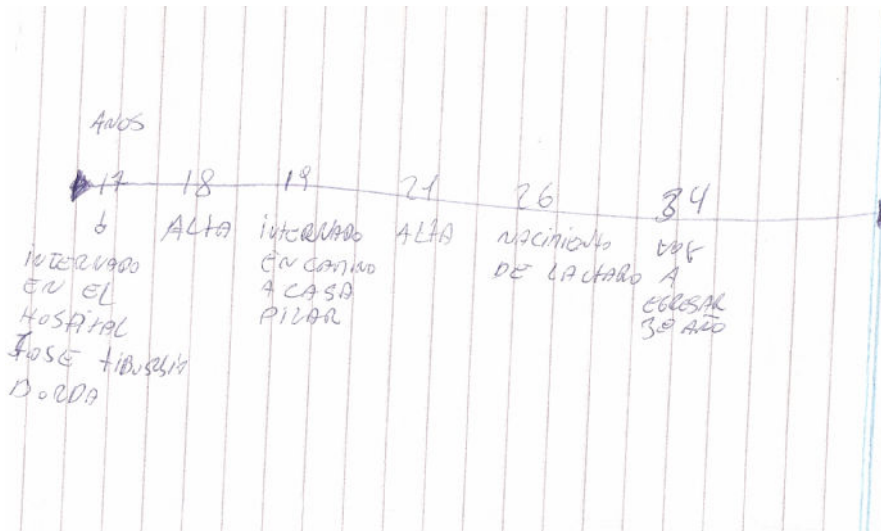 AÑOS
17 18 19 21 26 34
INTERNADO
EN EL
HOSPITAL
JOSE
BORDA
ALTA
INTERNADO
EN CAMINO
A CASA
PILAR
ALTA
NACIMIENTO
DE LAUTARO
VOY
A
EGRESAR
3º AÑO